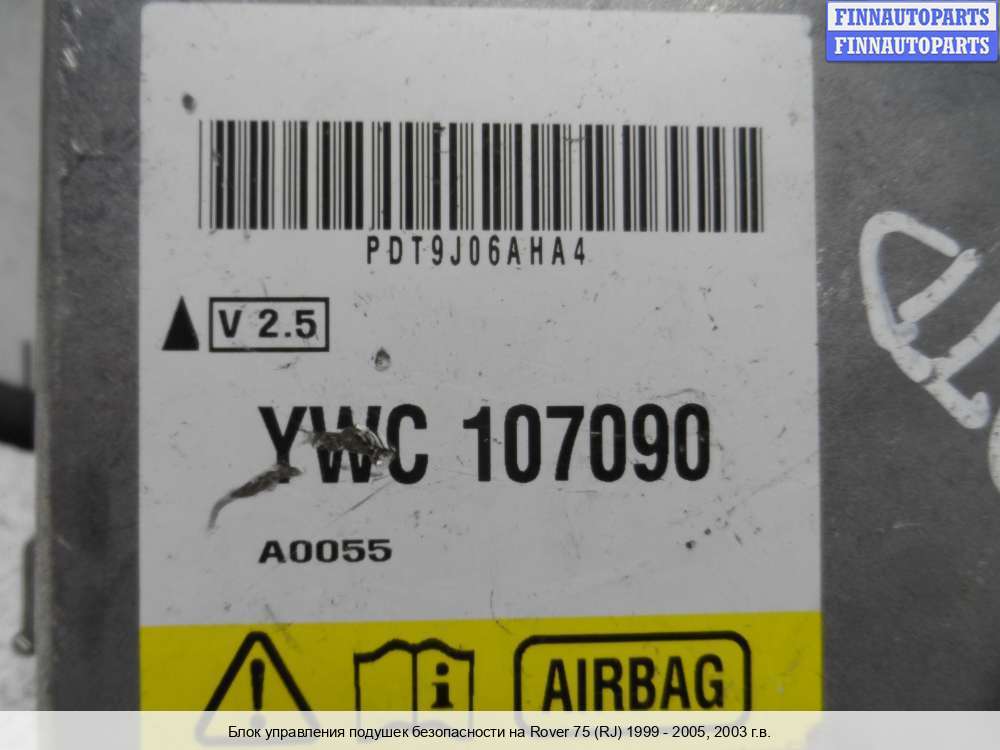 FINNAUTOPARTS
FINNAUTOPARTS
PDT9J06AHA4
V 2.5
YWC 107090
A0055
AIRBAG
Блок управления подушек безопасности на Rover 75 (RJ) 1999 - 2005, 2003 г.в.